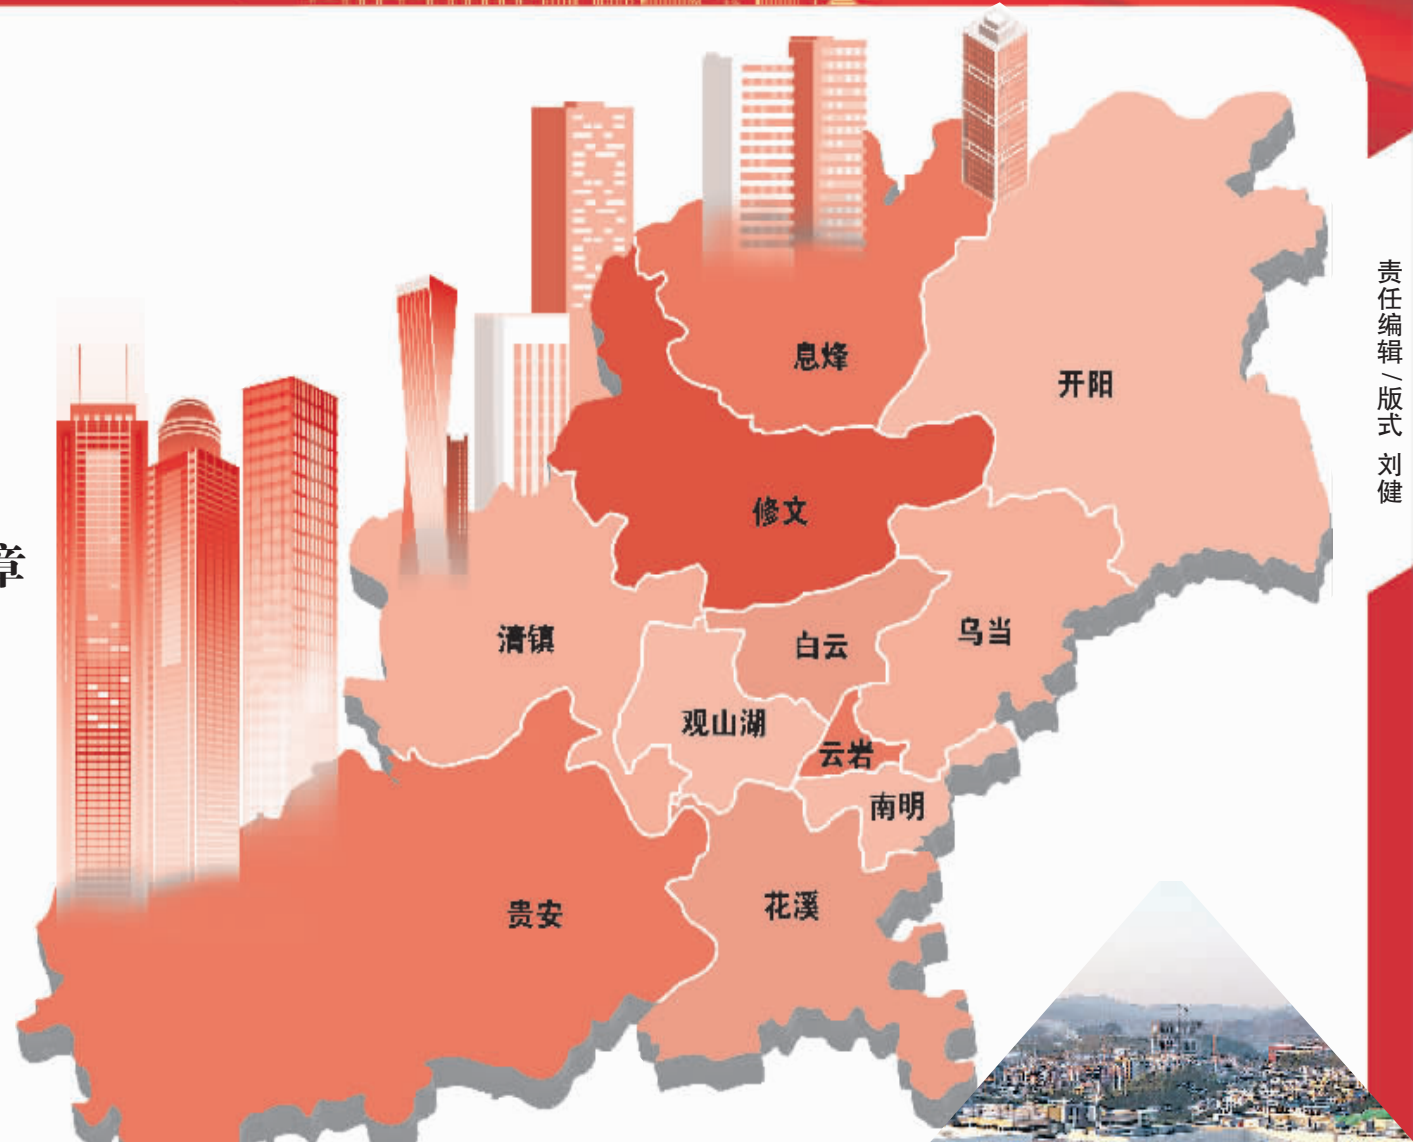 息烽
开阳
修文
清镇
白云
乌当
观山湖
云岩
南明
贵安
花溪
章
责任编辑/版式 刘健